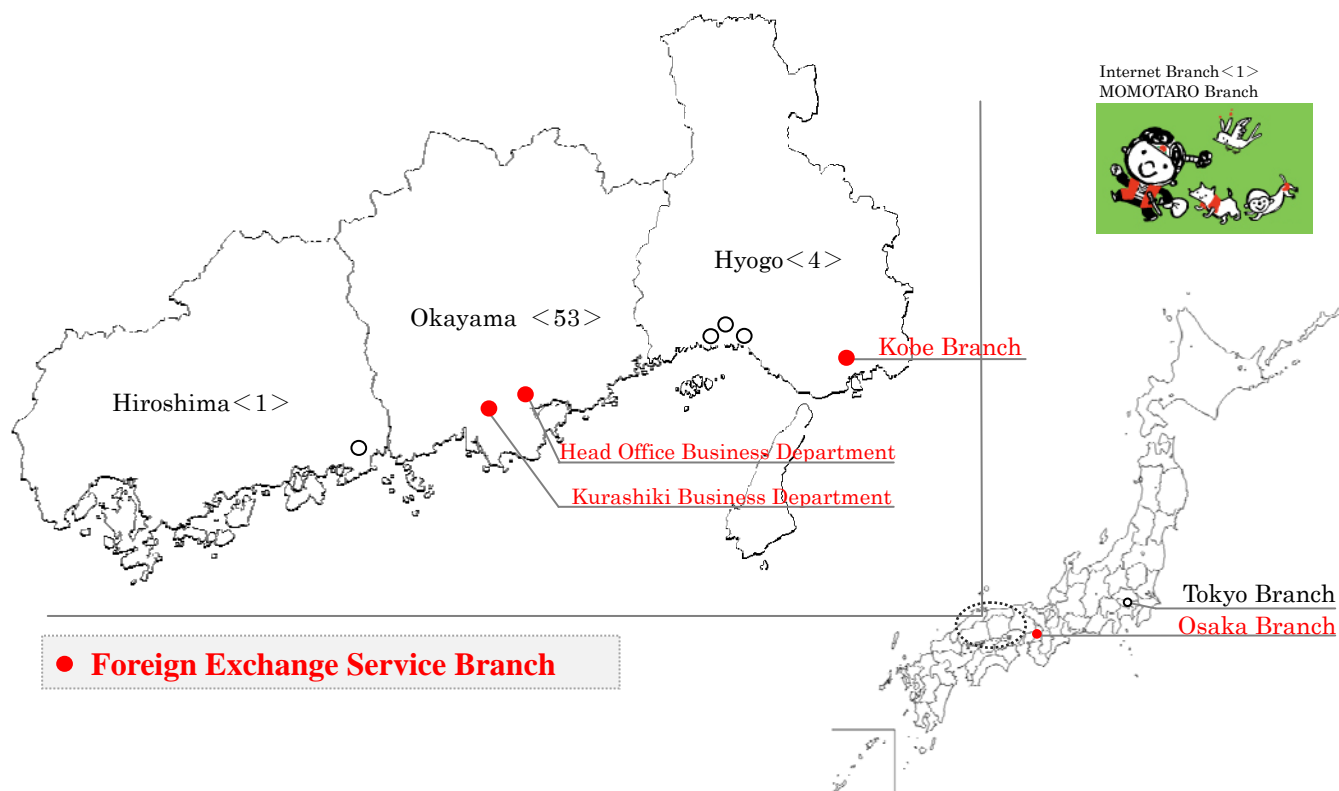 Internet Branch＜1＞
MOMOTARO Branch
Hyogo＜4＞
Okayama ＜53＞
Kobe Branch
Hiroshima＜1＞
Head Office Business Department
Kurashiki Business Department
Tokyo Branch
Osaka Branch
Foreign Exchange Service Branch